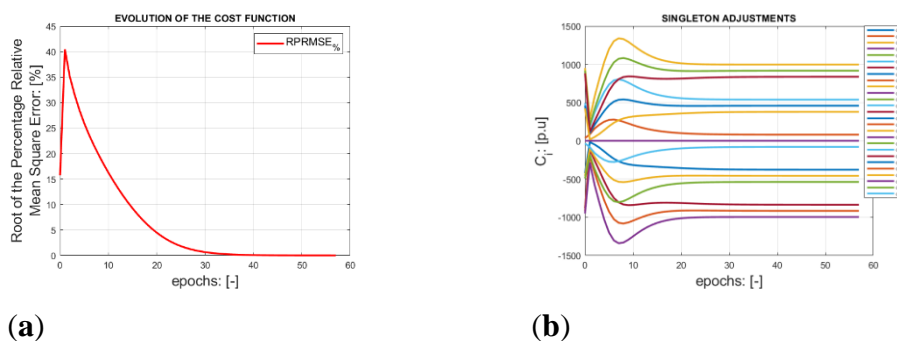 EVOLUTION OF THE COST FUNCTION
Root of the Percentage Relative
Mean Square Error: [%]
45
40
35
30
25
20
15
10
5
0
RPRMSE%
0 10 20 30 40 50 60
epochs: [-]
(a)
SINGLETON ADJUSTMENTS
C_i: [p.u]
1500
1000
500
0
-500
-1000
-1500
0 10 20 30 40 50 60
epochs: [-]
(b)